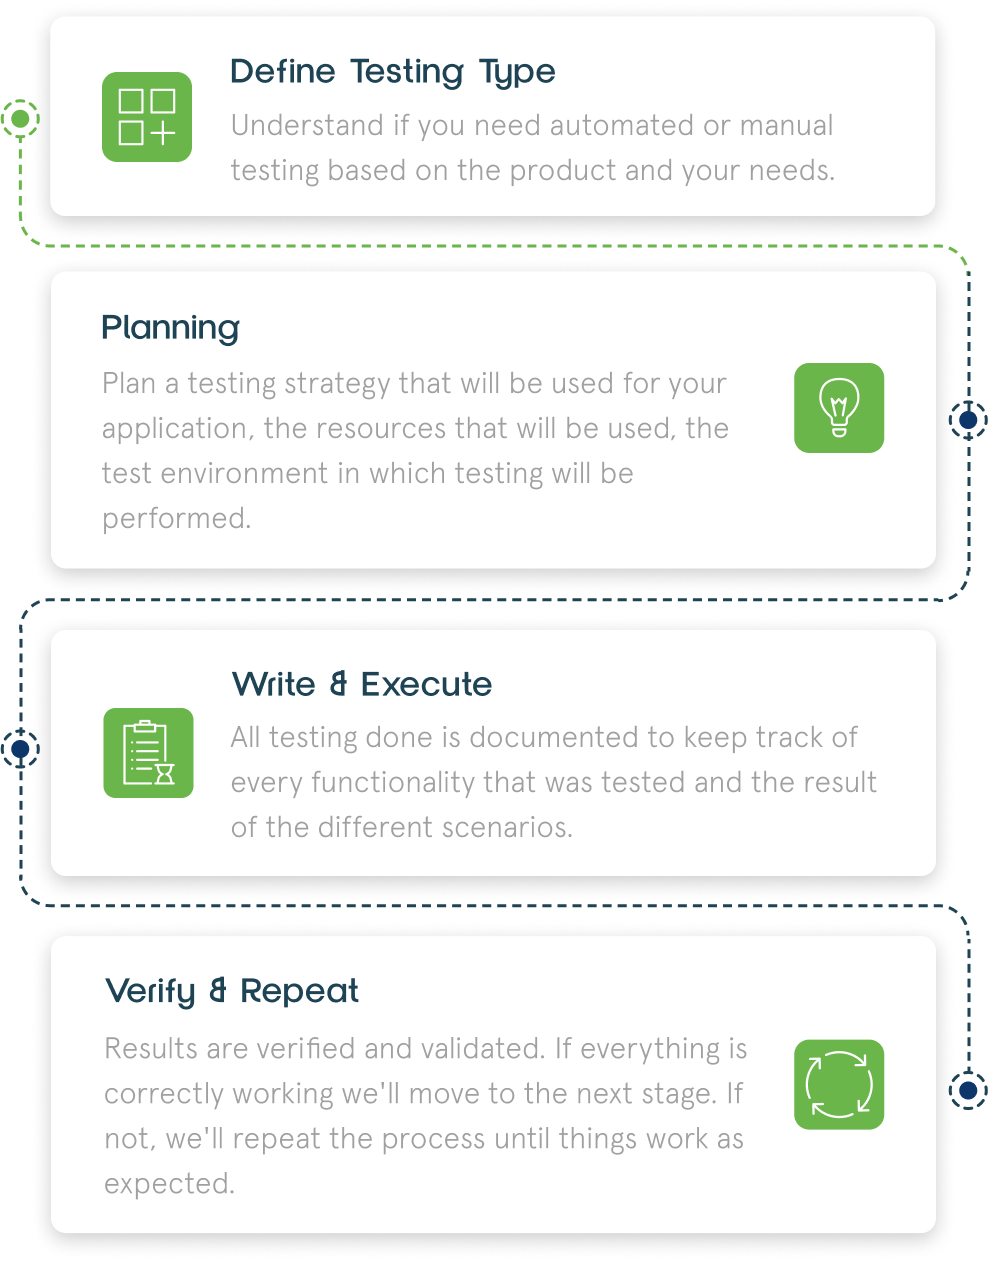 Define Testing Type
Understand if you need automated or manual
testing based on the product and your needs.
Planning
Plan a testing strategy that will be used for your
application, the resources that will be used, the
test environment in which testing will be
performed.
Write & Execute
All testing done is documented to keep track of
every functionality that was tested and the result
of the different scenarios.
Verify & Repeat
Results are verified and validated. If everything is
correctly working we'll move to the next stage. If
not, we'll repeat the process until things work as
expected.